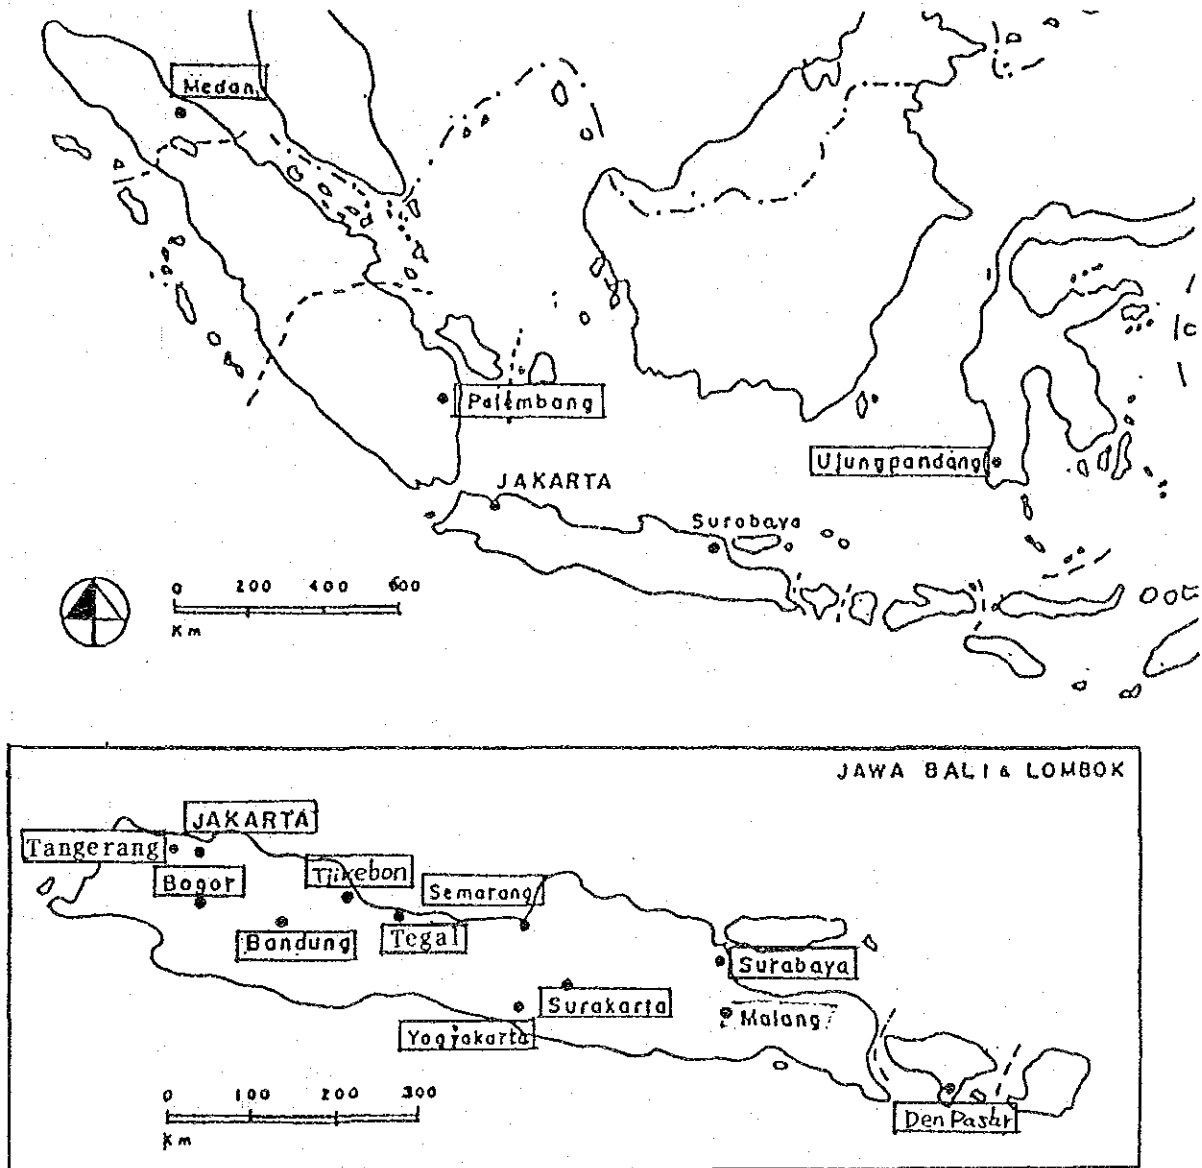 Medan
Palembang
Ujungpandang
JAKARTA
Surabaya
0 200 400 600
Km
JAWA BALI & LOMBOK
JAKARTA
Tangerang
Bogor
Tjirebon
Semarang
Bandung
Tegal
Surabaya
Surakarta
Malang
Yogjakarta
0 100 200 300
Km
Den Pasar